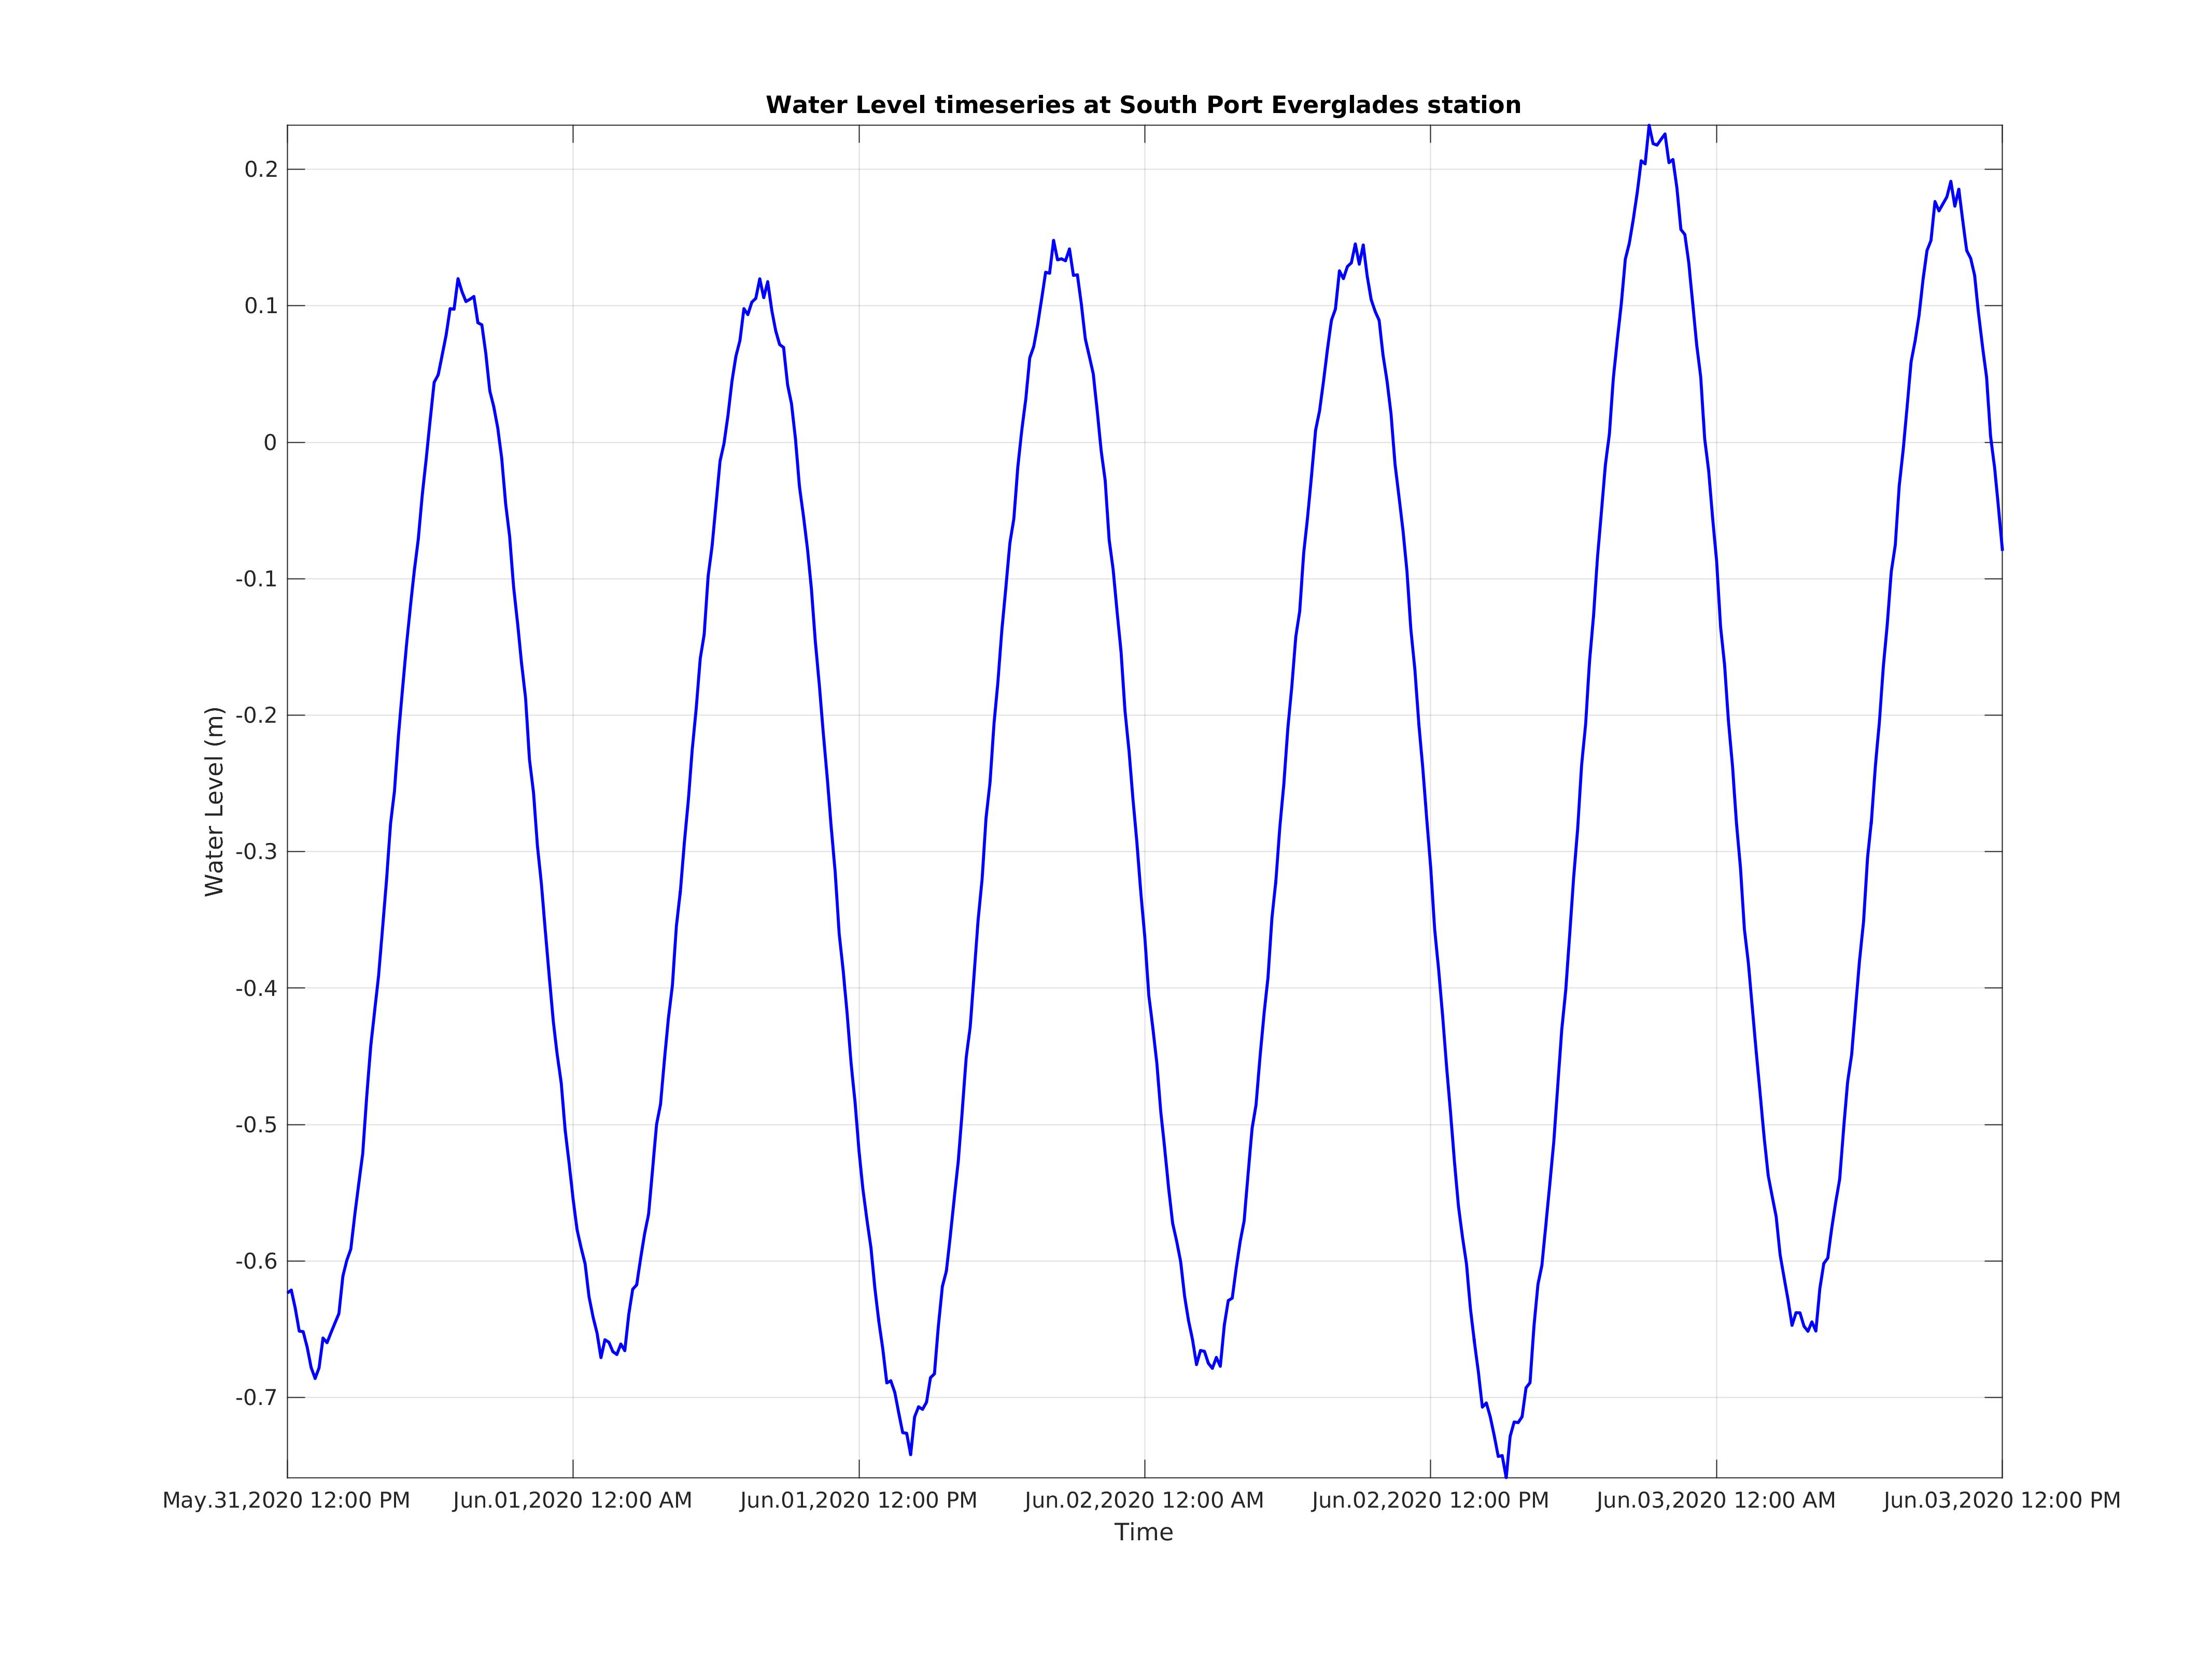 Water Level timeseries at South Port Everglades station
0.2
0.1
0
-0.1
-0.2
-0.3
-0.4
-0.5
-0.6
-0.7
Water Level (m)
May.31,2020 12:00 PM
Jun.01,2020 12:00 AM
Jun.01,2020 12:00 PM
Jun.02,2020 12:00 AM
Jun.02,2020 12:00 PM
Jun.03,2020 12:00 AM
Jun.03,2020 12:00 PM
Time